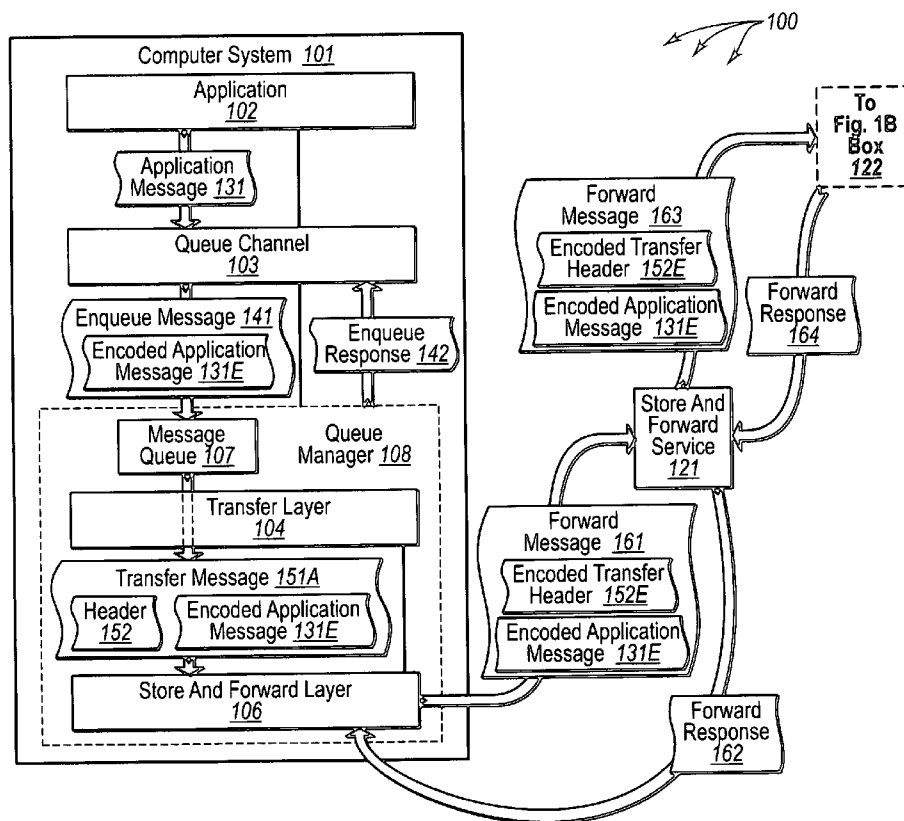 100
Computer System 101
Application
102
Application
Message 131
Queue Channel
103
Enqueue Message 141
Encoded Application
Message 131E
Enqueue
Response 142
Message
Queue 107
Queue
Manager 108
Transfer Layer
104
Transfer Message 151A
Header
152
Encoded Application
Message 131E
Store And Forward Layer
106
To
Fig. 1B
Box
122
Forward
Message 163
Encoded Transfer
Header 152E
Encoded Application
Message 131E
Forward
Response
164
Store And
Forward
Service
121
Forward
Message 161
Encoded Transfer
Header 152E
Encoded Application
Message 131E
Forward
Response
162